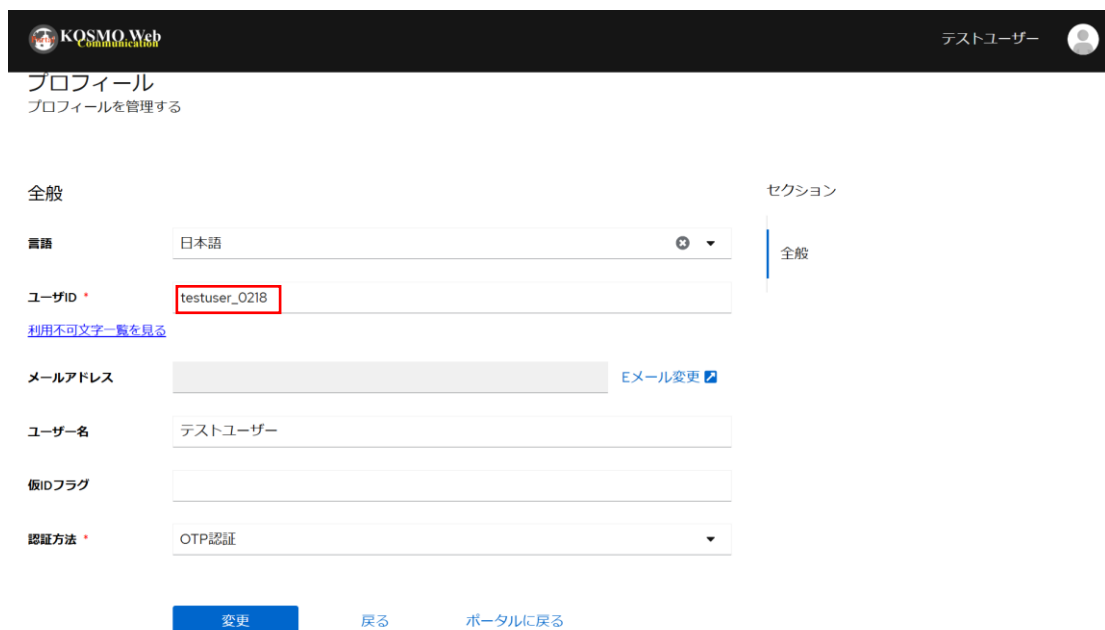 KOSMO.Web
Communication
テストユーザー
プロフィール
プロフィールを管理する
全般
セクション
言語
日本語
全般
ユーザID *
testuser_0218
利用不可文字一覧を見る
メールアドレス
Eメール変更
ユーザー名
テストユーザー
仮IDフラグ
認証方法 *
OTP認証
変更
戻る
ポータルに戻る